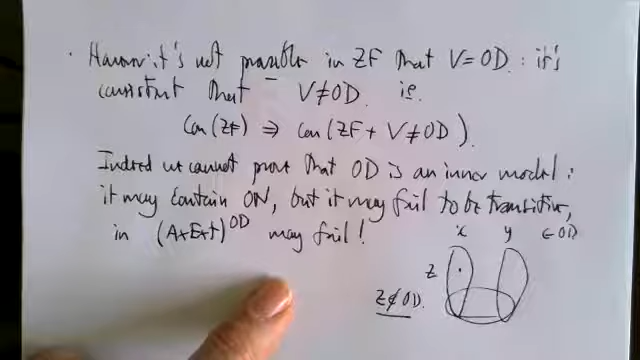 · However it's not provable in ZF that V=OD : it's
consistent that V≠OD. ie.
Con(ZF) ⇒ Con(ZF + V≠OD).
Indeed we cannot prove that OD is an inner model :
it may contain ON, but it may fail to be transitive,
in (AxExt)^OD may fail!
x y ∈ OD
z
z∉OD.